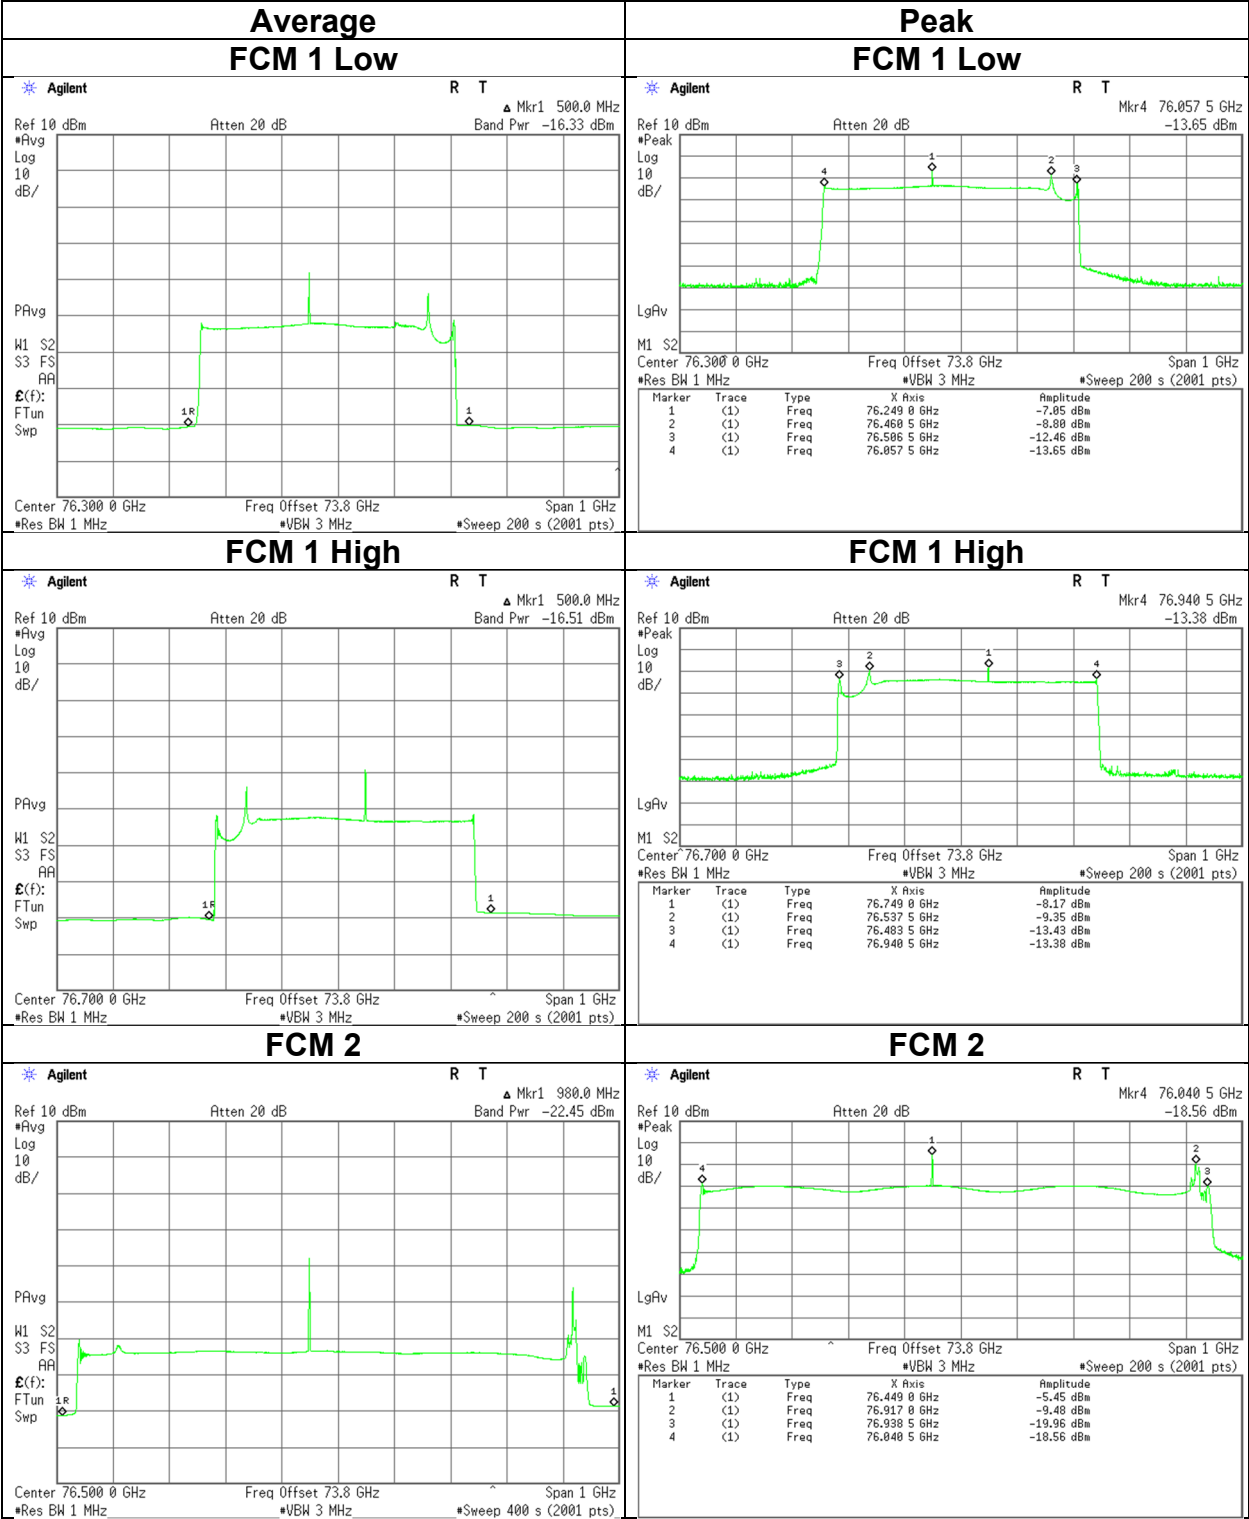 Average Peak
FCM 1 Low FCM 1 Low
Agilent R T
Δ Mkr1 500.0 MHz
Ref 10 dBm Atten 20 dB Band Pwr -16.33 dBm
#Avg
Log
10
dB/
PAvg
W1 S2
S3 FS
AA
£(f):
FTun
Swp
1R 1
Center 76.300 0 GHz Freq Offset 73.8 GHz Span 1 GHz
#Res BW 1 MHz #VBW 3 MHz #Sweep 200 s (2001 pts)
Agilent R T
Mkr4 76.057 5 GHz
Ref 10 dBm Atten 20 dB -13.65 dBm
#Peak
Log
10
dB/
4 1 2 3
LgAv
M1 S2
Center 76.300 0 GHz Freq Offset 73.8 GHz Span 1 GHz
#Res BW 1 MHz #VBW 3 MHz #Sweep 200 s (2001 pts)
Marker Trace Type X Axis Amplitude
1 (1) Freq 76.249 0 GHz -7.05 dBm
2 (1) Freq 76.460 5 GHz -8.80 dBm
3 (1) Freq 76.506 5 GHz -12.46 dBm
4 (1) Freq 76.057 5 GHz -13.65 dBm
FCM 1 High FCM 1 High
Agilent R T
Δ Mkr1 500.0 MHz
Ref 10 dBm Atten 20 dB Band Pwr -16.51 dBm
#Avg
Log
10
dB/
PAvg
W1 S2
S3 FS
AA
£(f):
FTun
Swp
1R 1
Center 76.700 0 GHz Freq Offset 73.8 GHz Span 1 GHz
#Res BW 1 MHz #VBW 3 MHz #Sweep 200 s (2001 pts)
Agilent R T
Mkr4 76.940 5 GHz
Ref 10 dBm Atten 20 dB -13.38 dBm
#Peak
Log
10
dB/
3 2 1 4
LgAv
M1 S2
Center 76.700 0 GHz Freq Offset 73.8 GHz Span 1 GHz
#Res BW 1 MHz #VBW 3 MHz #Sweep 200 s (2001 pts)
Marker Trace Type X Axis Amplitude
1 (1) Freq 76.749 0 GHz -8.17 dBm
2 (1) Freq 76.537 5 GHz -9.35 dBm
3 (1) Freq 76.483 5 GHz -13.43 dBm
4 (1) Freq 76.940 5 GHz -13.38 dBm
FCM 2 FCM 2
Agilent R T
Δ Mkr1 980.0 MHz
Ref 10 dBm Atten 20 dB Band Pwr -22.45 dBm
#Avg
Log
10
dB/
PAvg
W1 S2
S3 FS
AA
£(f):
FTun
Swp
1R 1
Center 76.500 0 GHz Freq Offset 73.8 GHz Span 1 GHz
#Res BW 1 MHz #VBW 3 MHz #Sweep 400 s (2001 pts)
Agilent R T
Mkr4 76.040 5 GHz
Ref 10 dBm Atten 20 dB -18.56 dBm
#Peak
Log
10
dB/
4 1 2 3
LgAv
M1 S2
Center 76.500 0 GHz Freq Offset 73.8 GHz Span 1 GHz
#Res BW 1 MHz #VBW 3 MHz #Sweep 200 s (2001 pts)
Marker Trace Type X Axis Amplitude
1 (1) Freq 76.449 0 GHz -5.45 dBm
2 (1) Freq 76.917 0 GHz -9.48 dBm
3 (1) Freq 76.938 5 GHz -19.96 dBm
4 (1) Freq 76.040 5 GHz -18.56 dBm